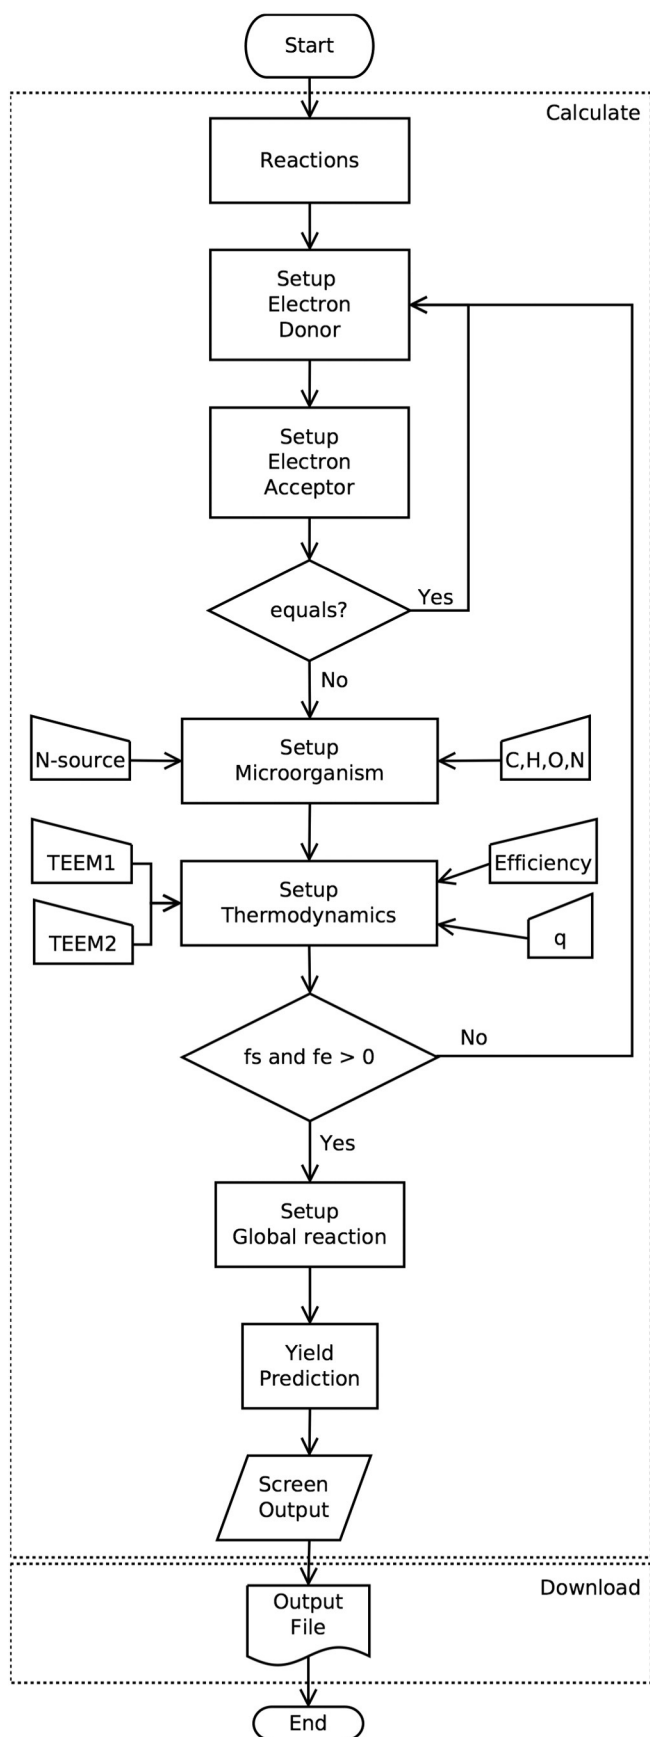 Start
Calculate
Reactions
Setup
Electron
Donor
Setup
Electron
Acceptor
equals?
Yes
No
N-source
Setup
Microorganism
C,H,O,N
TEEM1
TEEM2
Setup
Thermodynamics
Efficiency
q
fs and fe > 0
No
Yes
Setup
Global reaction
Yield
Prediction
Screen
Output
Download
Output
File
End